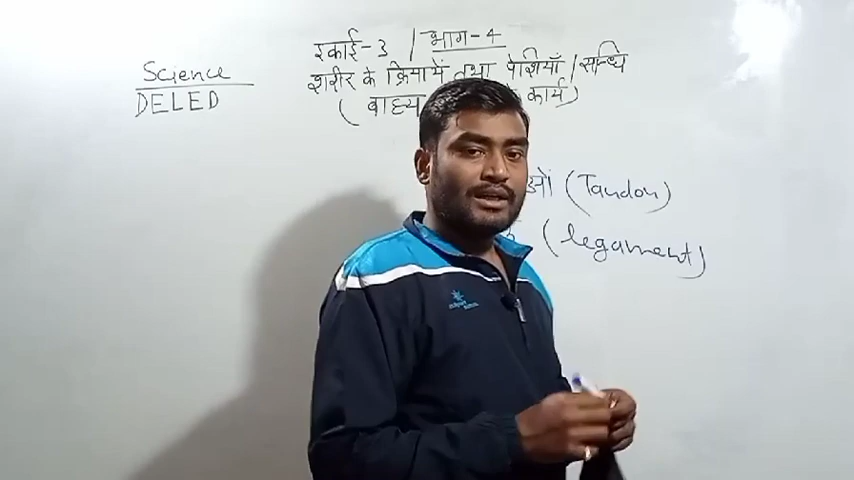 Science
DELED
इकाई-3 / भाग-4
शरीर के क्रियायें तथा पेशियाँ / सन्धि
( वाह्य कार्य)
(Tandon)
(legament)